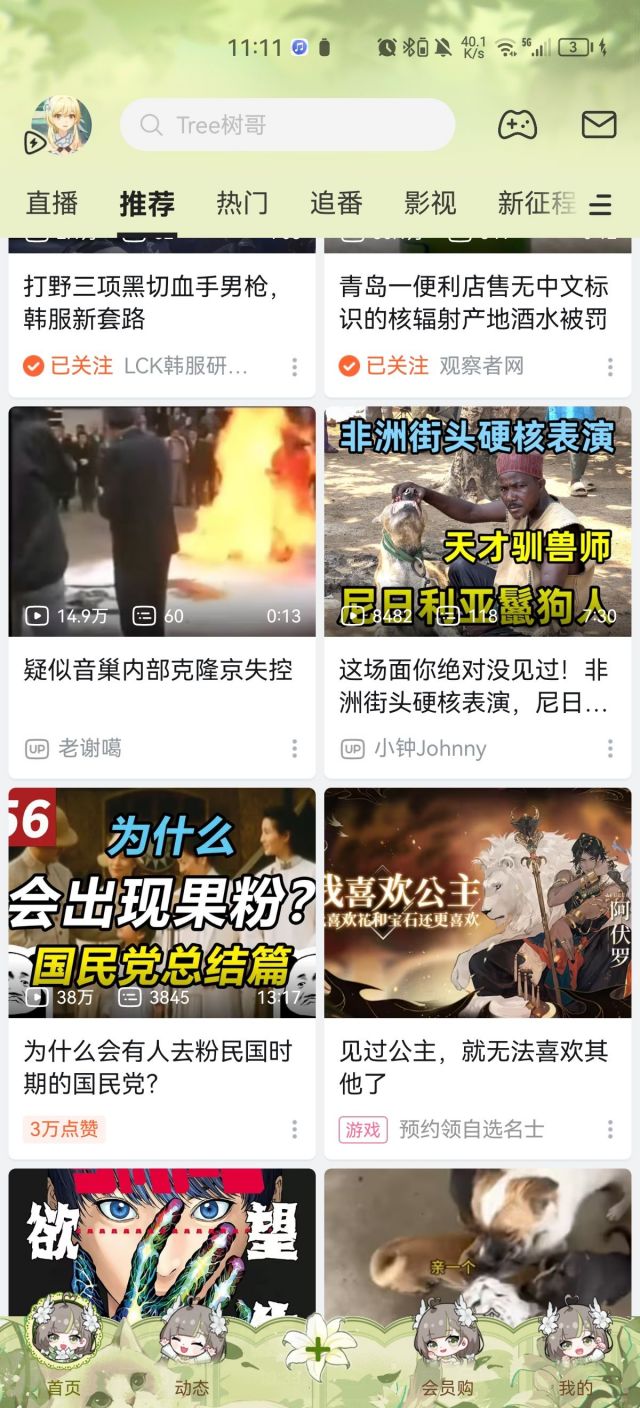 11:11
40.1 K/s
5G
3
Tree树哥
直播 推荐 热门 追番 影视 新征程
打野三项黑切血手男枪，
韩服新套路
已关注 LCK韩服研…
青岛一便利店售无中文标
识的核辐射产地酒水被罚
已关注 观察者网
14.9万 60 0:13
疑似音巢内部克隆京失控
UP 老谢噶
非洲街头硬核表演
天才驯兽师
尼日利亚鬣狗人
8482 118 7:30
这场面你绝对没见过！非
洲街头硬核表演，尼日…
UP 小钟Johnny
56
为什么
会出现果粉？
国民党总结篇
38万 3845 13:17
为什么会有人去粉民国时
期的国民党？
3万点赞
我喜欢公主
喜欢花和宝石还更喜欢
阿伏罗
见过公主，就无法喜欢其
他了
游戏 预约领自选名士
欲望
亲一个
首页 动态 会员购 我的